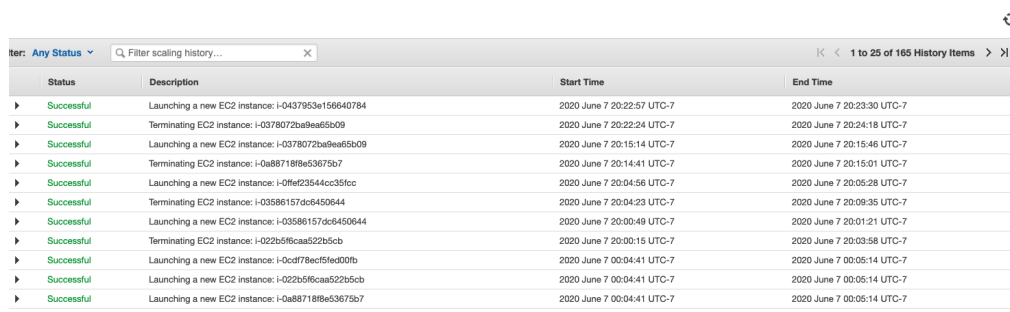 lter: Any Status Filter scaling history... 1 to 25 of 165 History Items
Status Description Start Time End Time
Successful Launching a new EC2 instance: i-0437953e156640784 2020 June 7 20:22:57 UTC-7 2020 June 7 20:23:30 UTC-7
Successful Terminating EC2 instance: i-0378072ba9ea65b09 2020 June 7 20:22:24 UTC-7 2020 June 7 20:24:18 UTC-7
Successful Launching a new EC2 instance: i-0378072ba9ea65b09 2020 June 7 20:15:14 UTC-7 2020 June 7 20:15:46 UTC-7
Successful Terminating EC2 instance: i-0a88718f8e53675b7 2020 June 7 20:14:41 UTC-7 2020 June 7 20:15:01 UTC-7
Successful Launching a new EC2 instance: i-0ffef23544cc35fcc 2020 June 7 20:04:56 UTC-7 2020 June 7 20:05:28 UTC-7
Successful Terminating EC2 instance: i-03586157dc6450644 2020 June 7 20:04:23 UTC-7 2020 June 7 20:09:35 UTC-7
Successful Launching a new EC2 instance: i-03586157dc6450644 2020 June 7 20:00:49 UTC-7 2020 June 7 20:01:21 UTC-7
Successful Terminating EC2 instance: i-022b5f6caa522b5cb 2020 June 7 20:00:15 UTC-7 2020 June 7 20:03:58 UTC-7
Successful Launching a new EC2 instance: i-0cdf78ecf5fed00fb 2020 June 7 00:04:41 UTC-7 2020 June 7 00:05:14 UTC-7
Successful Launching a new EC2 instance: i-022b5f6caa522b5cb 2020 June 7 00:04:41 UTC-7 2020 June 7 00:05:14 UTC-7
Successful Launching a new EC2 instance: i-0a88718f8e53675b7 2020 June 7 00:04:41 UTC-7 2020 June 7 00:05:14 UTC-7